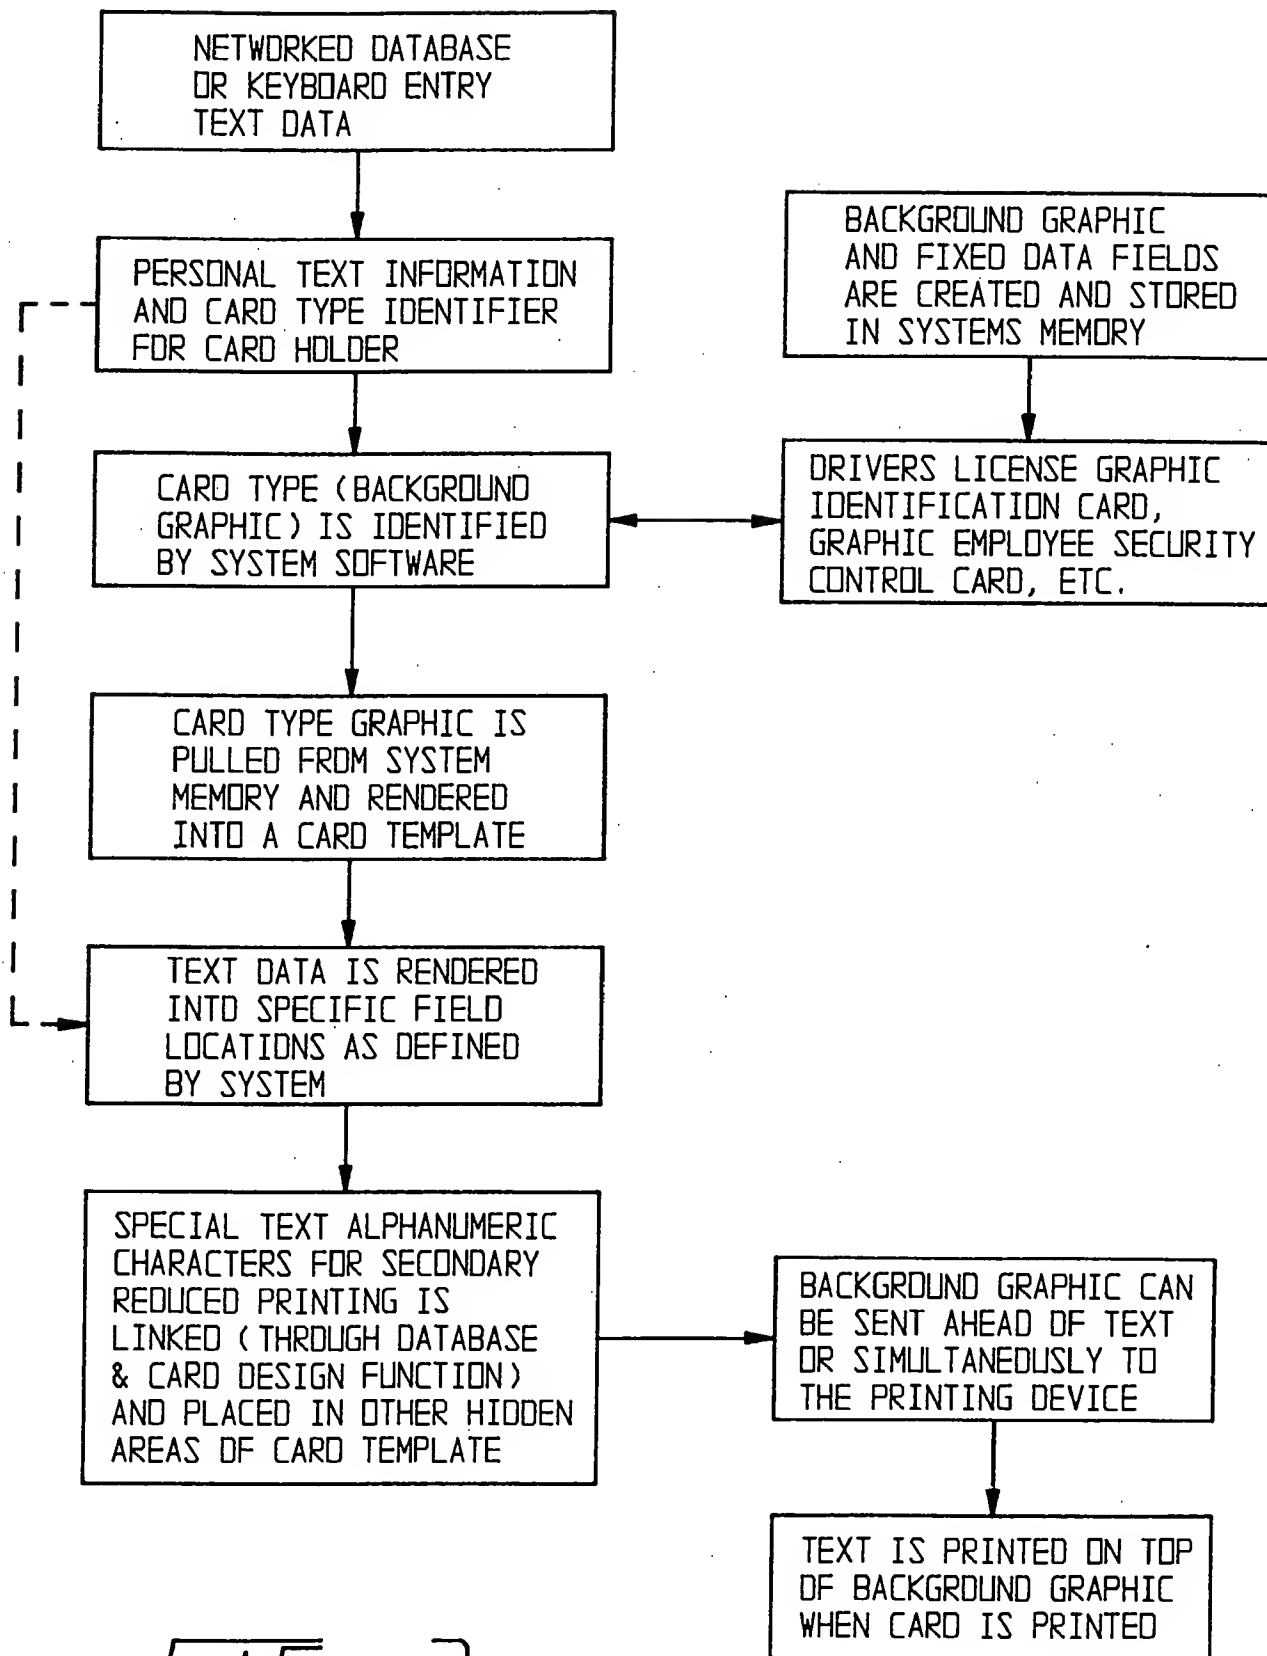 NETWORKED DATABASE
OR KEYBOARD ENTRY
TEXT DATA
PERSONAL TEXT INFORMATION
AND CARD TYPE IDENTIFIER
FOR CARD HOLDER
BACKGROUND GRAPHIC
AND FIXED DATA FIELDS
ARE CREATED AND STORED
IN SYSTEMS MEMORY
CARD TYPE (BACKGROUND
GRAPHIC) IS IDENTIFIED
BY SYSTEM SOFTWARE
DRIVERS LICENSE GRAPHIC
IDENTIFICATION CARD,
GRAPHIC EMPLOYEE SECURITY
CONTROL CARD, ETC.
CARD TYPE GRAPHIC IS
PULLED FROM SYSTEM
MEMORY AND RENDERED
INTO A CARD TEMPLATE
TEXT DATA IS RENDERED
INTO SPECIFIC FIELD
LOCATIONS AS DEFINED
BY SYSTEM
SPECIAL TEXT ALPHANUMERIC
CHARACTERS FOR SECONDARY
REDUCED PRINTING IS
LINKED (THROUGH DATABASE
& CARD DESIGN FUNCTION)
AND PLACED IN OTHER HIDDEN
AREAS OF CARD TEMPLATE
BACKGROUND GRAPHIC CAN
BE SENT AHEAD OF TEXT
OR SIMULTANEOUSLY TO
THE PRINTING DEVICE
TEXT IS PRINTED ON TOP
OF BACKGROUND GRAPHIC
WHEN CARD IS PRINTED